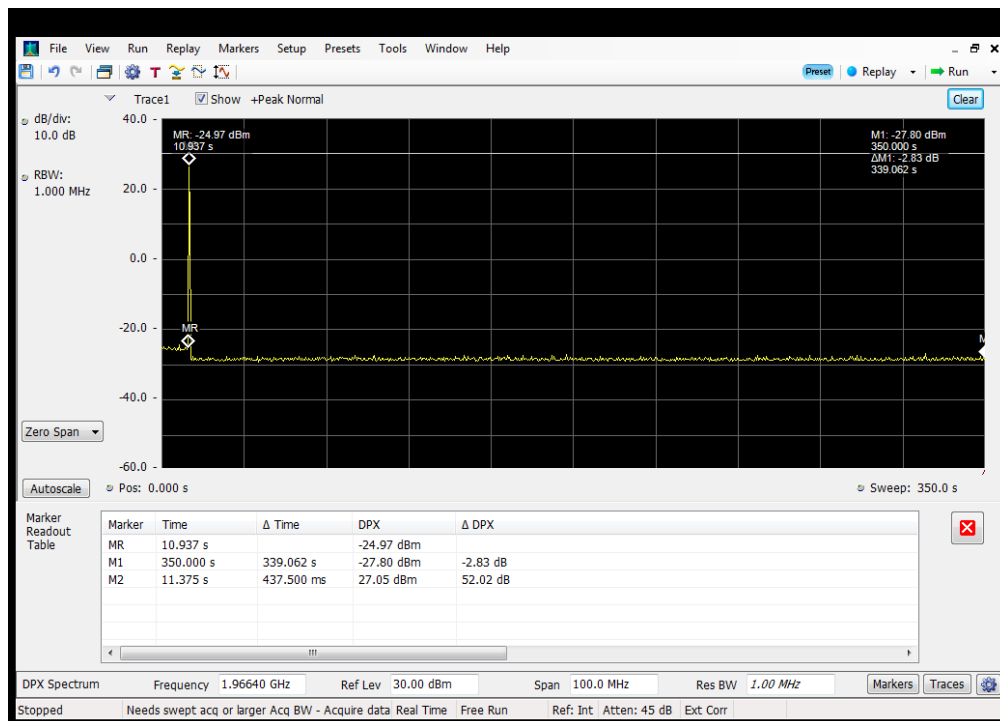 File View Run Replay Markers Setup Presets Tools Window Help
T Preset Replay Run
Trace1 Show +Peak Normal Clear
dB/div:
10.0 dB
RBW:
1.000 MHz
40.0
20.0
0.0
-20.0
-40.0
-60.0
MR: -24.97 dBm
10.937 s
M1: -27.80 dBm
350.000 s
ΔM1: -2.83 dB
339.062 s
MR
M
Zero Span
Autoscale Pos: 0.000 s Sweep: 350.0 s
Marker
Readout
Table
Marker Time Δ Time DPX Δ DPX
MR 10.937 s -24.97 dBm
M1 350.000 s 339.062 s -27.80 dBm -2.83 dB
M2 11.375 s 437.500 ms 27.05 dBm 52.02 dB
DPX Spectrum Frequency 1.96640 GHz Ref Lev 30.00 dBm Span 100.0 MHz Res BW 1.00 MHz Markers Traces
Stopped Needs swept acq or larger Acq BW - Acquire data Real Time Free Run Ref: Int Atten: 45 dB Ext Corr